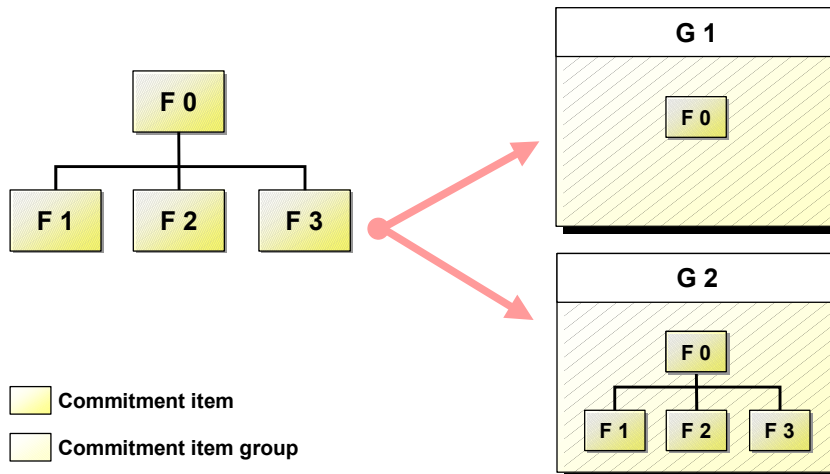 F 0
F 1
F 2
F 3
G 1
F 0
G 2
F 0
F 1
F 2
F 3
Commitment item
Commitment item group